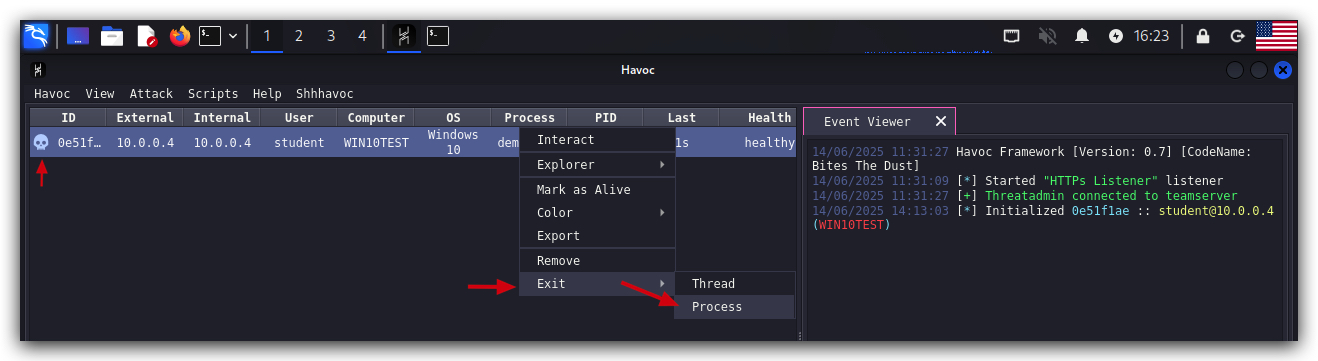 1 2 3 4 16:23
Havoc
Havoc View Attack Scripts Help Shhhavoc
ID External Internal User Computer OS Process PID Last Health
0e51f… 10.0.0.4 10.0.0.4 student WIN10TEST Windows 10 dem 1s healthy
Interact
Explorer
Mark as Alive
Color
Export
Remove
Exit
Thread
Process
Event Viewer
14/06/2025 11:31:27 Havoc Framework [Version: 0.7] [CodeName:
Bites The Dust]
14/06/2025 11:31:09 [*] Started "HTTPs Listener" listener
14/06/2025 11:31:27 [+] Threatadmin connected to teamserver
14/06/2025 14:13:03 [*] Initialized 0e51f1ae :: student@10.0.0.4
(WIN10TEST)